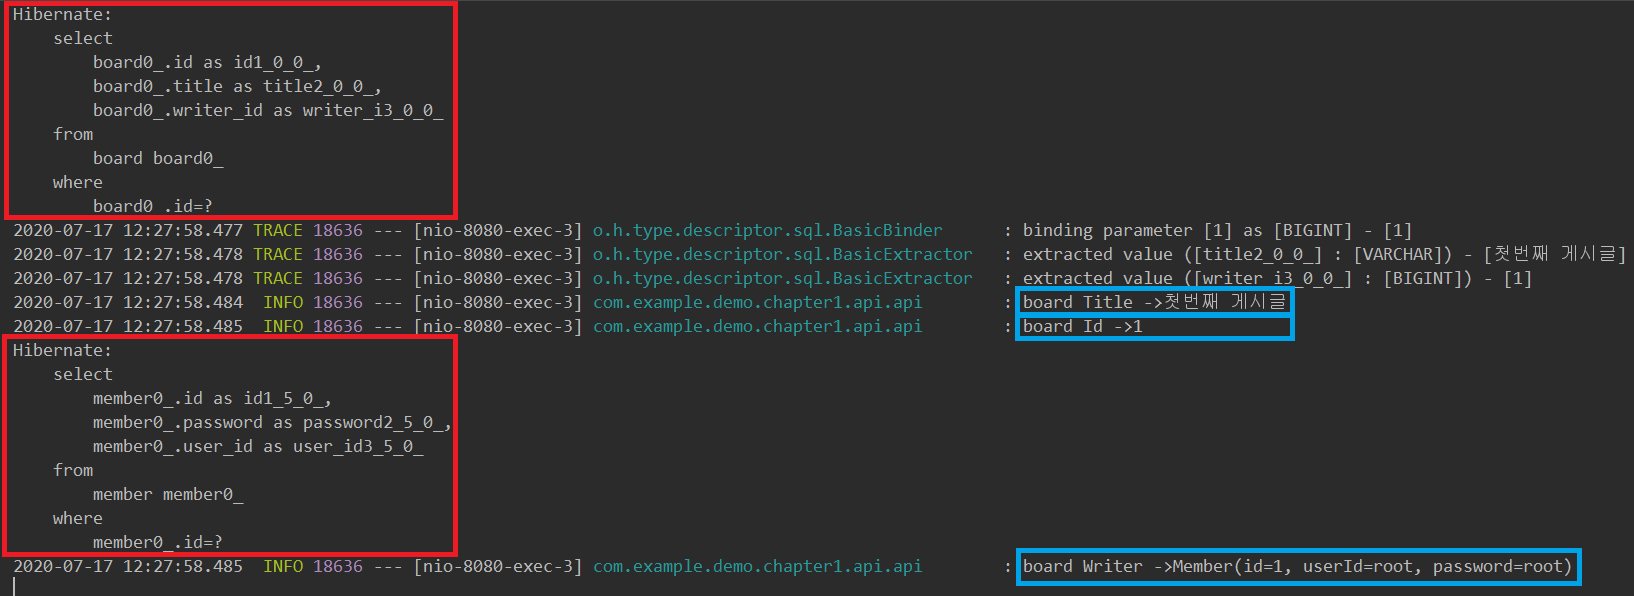 Hibernate:
select
board0_.id as id1_0_0_,
board0_.title as title2_0_0_,
board0_.writer_id as writer_i3_0_0_
from
board board0_
where
board0_.id=?
2020-07-17 12:27:58.477 TRACE 18636 --- [nio-8080-exec-3] o.h.type.descriptor.sql.BasicBinder : binding parameter [1] as [BIGINT] - [1]
2020-07-17 12:27:58.478 TRACE 18636 --- [nio-8080-exec-3] o.h.type.descriptor.sql.BasicExtractor : extracted value ([title2_0_0_] : [VARCHAR]) - [첫번째 게시글]
2020-07-17 12:27:58.478 TRACE 18636 --- [nio-8080-exec-3] o.h.type.descriptor.sql.BasicExtractor : extracted value ([writer_i3_0_0_] : [BIGINT]) - [1]
2020-07-17 12:27:58.484 INFO 18636 --- [nio-8080-exec-3] com.example.demo.chapter1.api.api : board Title ->첫번째 게시글
2020-07-17 12:27:58.485 INFO 18636 --- [nio-8080-exec-3] com.example.demo.chapter1.api.api : board Id ->1
Hibernate:
select
member0_.id as id1_5_0_,
member0_.password as password2_5_0_,
member0_.user_id as user_id3_5_0_
from
member member0_
where
member0_.id=?
2020-07-17 12:27:58.485 INFO 18636 --- [nio-8080-exec-3] com.example.demo.chapter1.api.api : board Writer ->Member(id=1, userId=root, password=root)